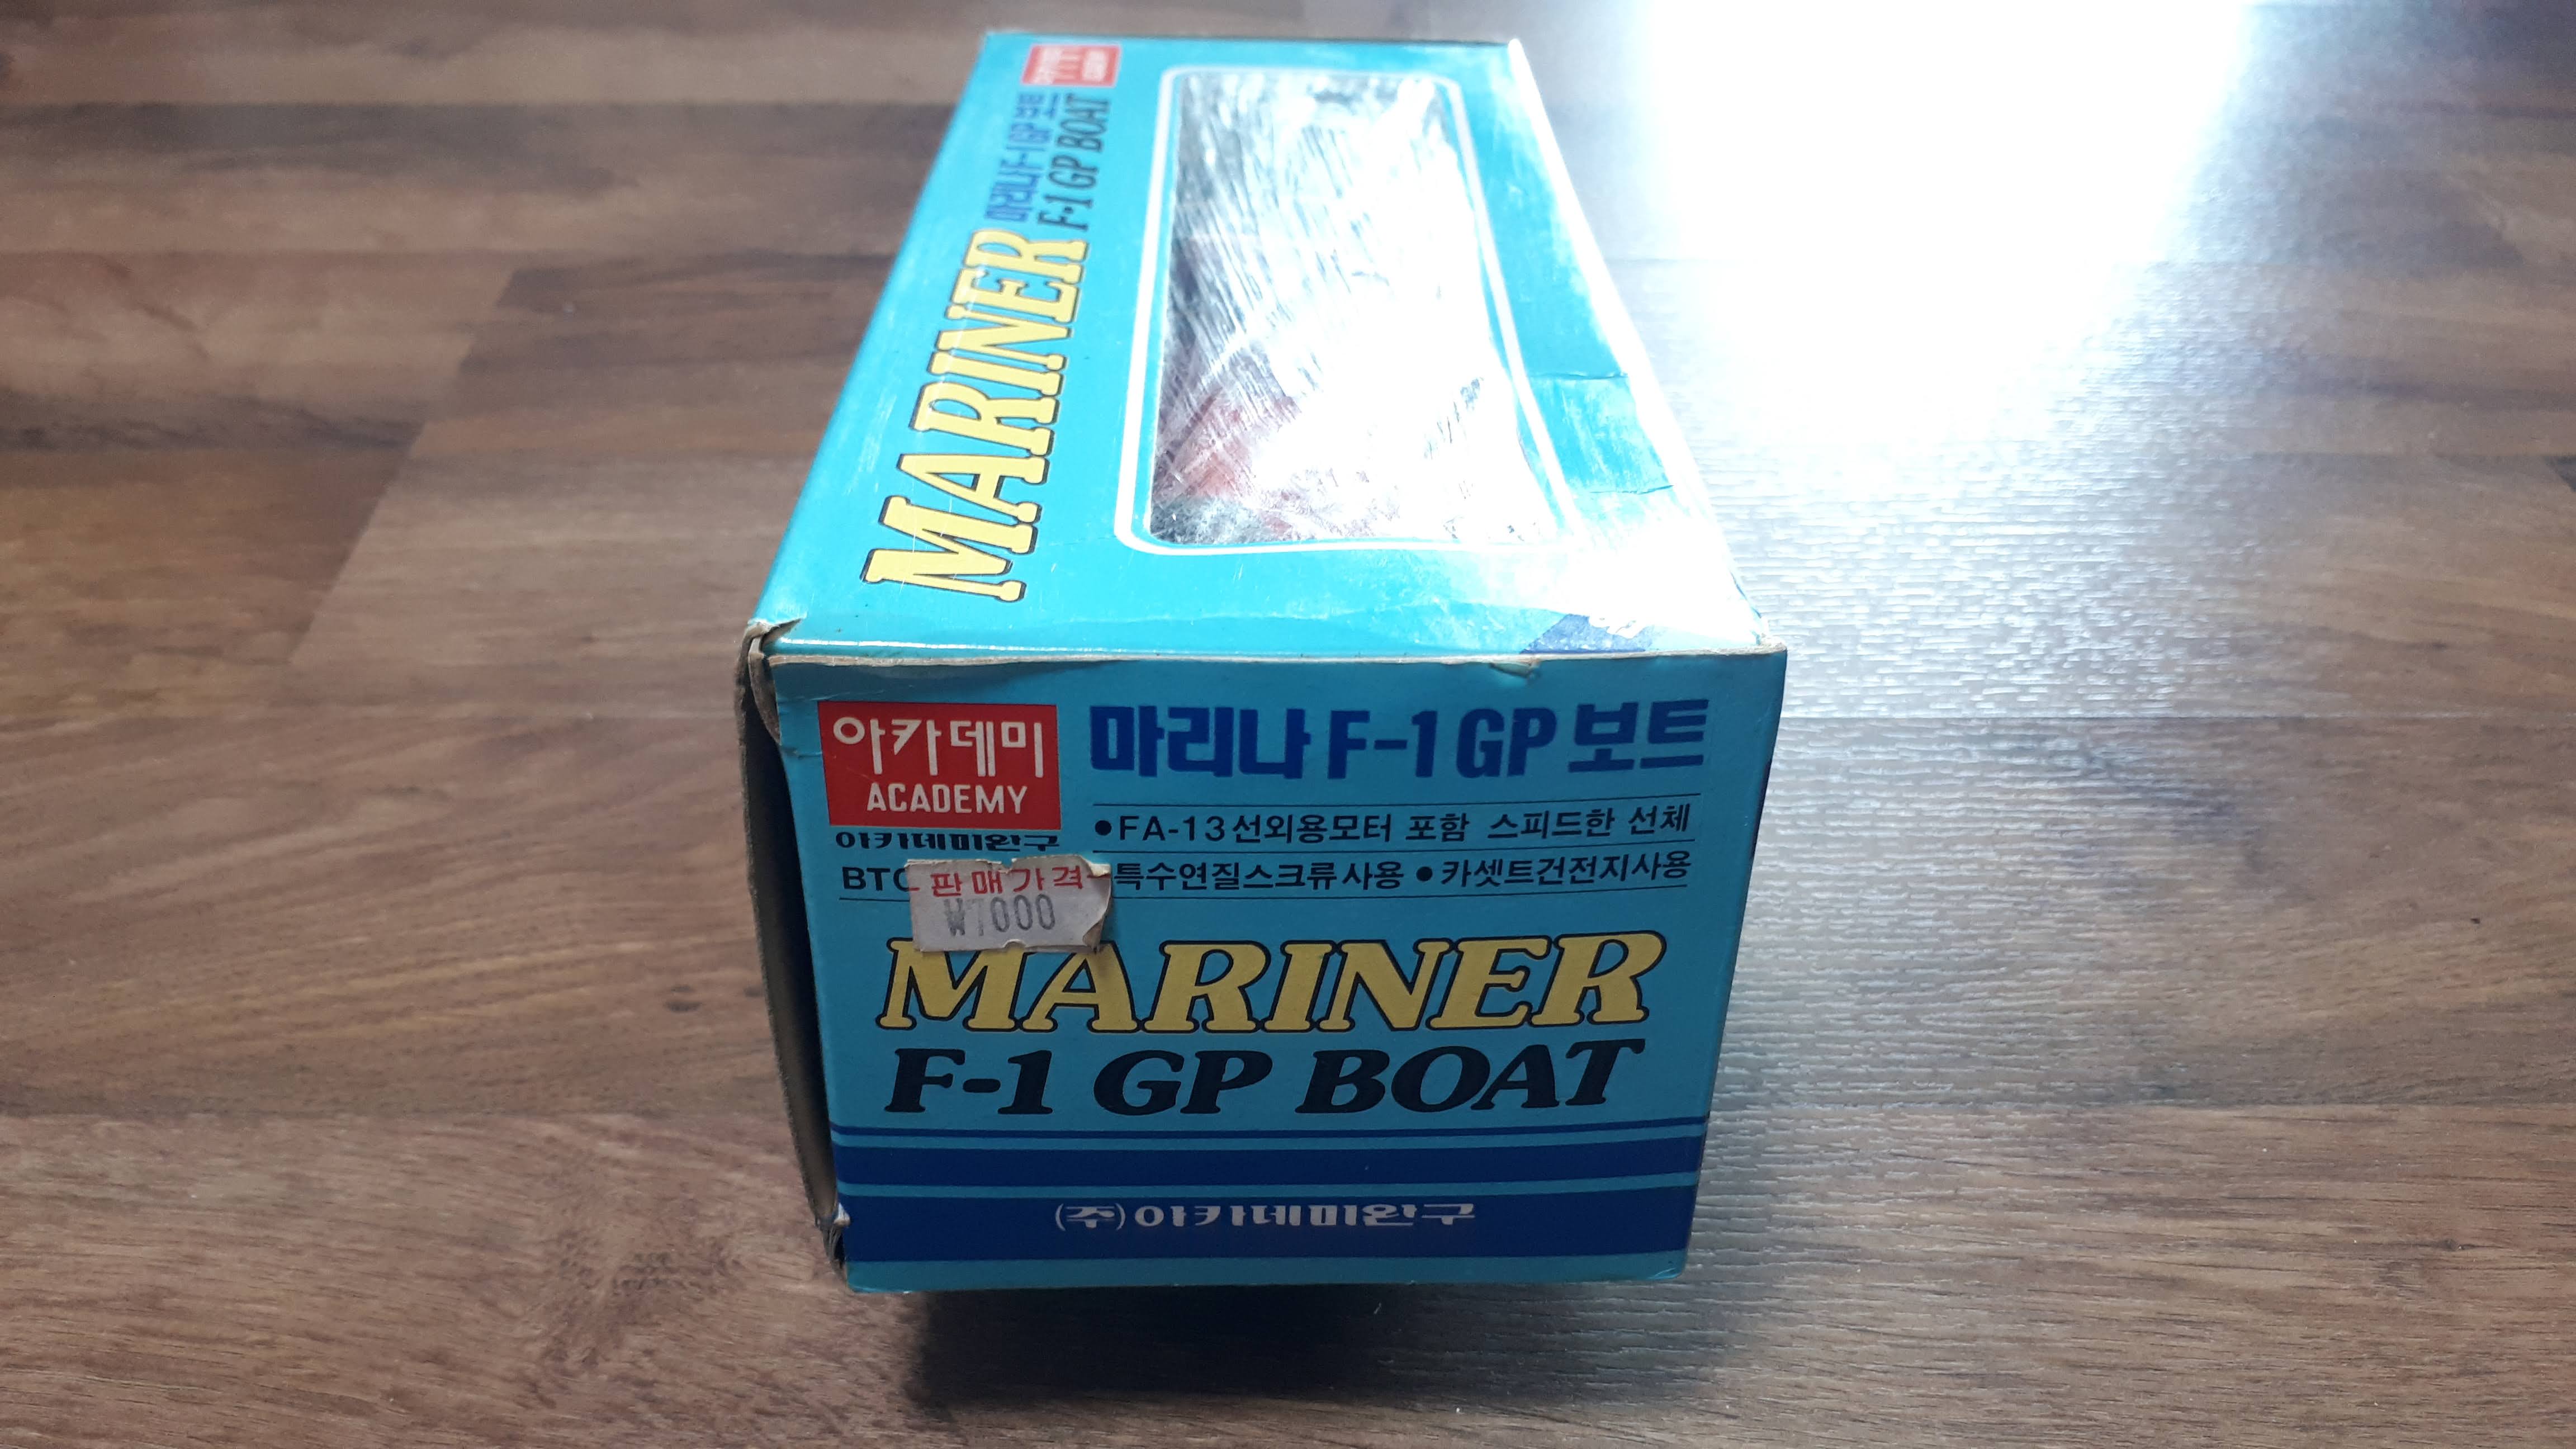 마리나 F-1 GP 보트
MARINER
F-1 GP BOAT
아카데미
ACADEMY
아카데미완구
마리나 F-1 GP 보트
•FA-13선외용모터 포함 스피드한 선체
특수연질스크류사용 •카셋트건전지사용
판매가격
MARINER
F-1 GP BOAT
(주)아카데미완구